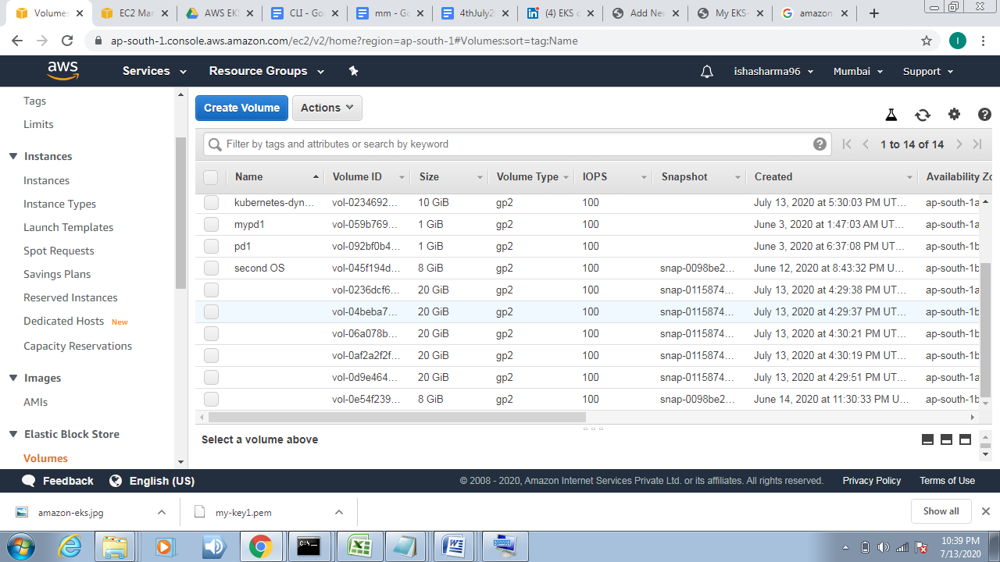 Volumes
EC2 Man
AWS EKS
CLI - Go
mm - Go
4thJuly2
(4) EKS c
Add New
My EKS-
amazon
ap-south-1.console.aws.amazon.com/ec2/v2/home?region=ap-south-1#Volumes:sort=tag:Name
I
aws Services Resource Groups ishasharma96 Mumbai Support
Tags
Limits
Instances
Instances
Instance Types
Launch Templates
Spot Requests
Savings Plans
Reserved Instances
Dedicated Hosts New
Capacity Reservations
Images
AMIs
Elastic Block Store
Volumes
Create Volume Actions
Filter by tags and attributes or search by keyword 1 to 14 of 14
Name Volume ID Size Volume Type IOPS Snapshot Created Availability Zo
kubernetes-dyn... vol-0234692... 10 GiB gp2 100 July 13, 2020 at 5:30:03 PM UT... ap-south-1a
mypd1 vol-059b769... 1 GiB gp2 100 June 3, 2020 at 1:47:03 AM UT... ap-south-1a
pd1 vol-092bf0b4... 1 GiB gp2 100 June 3, 2020 at 6:37:08 PM UT... ap-south-1b
second OS vol-045f194d... 8 GiB gp2 100 snap-0098be2... June 12, 2020 at 8:43:32 PM U... ap-south-1b
vol-0236dcf6... 20 GiB gp2 100 snap-0115874... July 13, 2020 at 4:29:38 PM UT... ap-south-1a
vol-04beba7... 20 GiB gp2 100 snap-0115874... July 13, 2020 at 4:29:37 PM UT... ap-south-1a
vol-06a078b... 20 GiB gp2 100 snap-0115874... July 13, 2020 at 4:30:21 PM UT... ap-south-1b
vol-0af2a2f2f... 20 GiB gp2 100 snap-0115874... July 13, 2020 at 4:30:19 PM UT... ap-south-1b
vol-0d9e464... 20 GiB gp2 100 snap-0115874... July 13, 2020 at 4:29:51 PM UT... ap-south-1a
vol-0e54f239... 8 GiB gp2 100 snap-0098be2... June 14, 2020 at 11:30:33 PM U... ap-south-1b
Select a volume above
Feedback English (US) © 2008 - 2020, Amazon Internet Services Private Ltd. or its affiliates. All rights reserved. Privacy Policy Terms of Use
amazon-eks.jpg my-key1.pem Show all
10:39 PM
7/13/2020